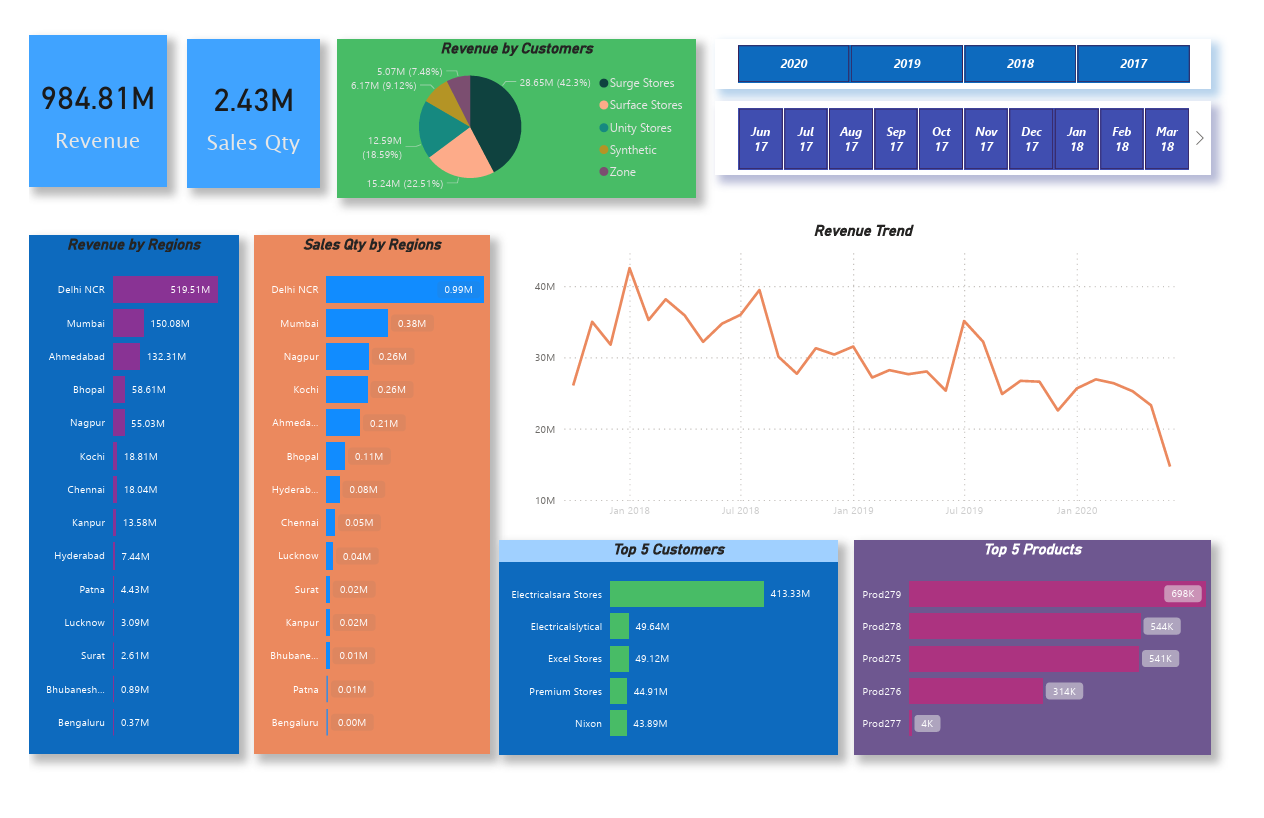 984.81M
Revenue
2.43M
Sales Qty
Revenue by Customers
5.07M (7.48%)
6.17M (9.12%)
12.59M
(18.59%)
15.24M (22.51%)
28.65M (42.3%)
Surge Stores
Surface Stores
Unity Stores
Synthetic
Zone
2020 2019 2018 2017
Jun Jul Aug Sep Oct Nov Dec Jan Feb Mar
17 17 17 17 17 17 17 18 18 18
Revenue by Regions
Delhi NCR 519.51M
Mumbai 150.08M
Ahmedabad 132.31M
Bhopal 58.61M
Nagpur 55.03M
Kochi 18.81M
Chennai 18.04M
Kanpur 13.58M
Hyderabad 7.44M
Patna 4.43M
Lucknow 3.09M
Surat 2.61M
Bhubanesh... 0.89M
Bengaluru 0.37M
Sales Qty by Regions
Delhi NCR 0.99M
Mumbai 0.38M
Nagpur 0.26M
Kochi 0.26M
Ahmeda... 0.21M
Bhopal 0.11M
Hyderab... 0.08M
Chennai 0.05M
Lucknow 0.04M
Surat 0.02M
Kanpur 0.02M
Bhubane... 0.01M
Patna 0.01M
Bengaluru 0.00M
Revenue Trend
40M
30M
20M
10M
Jan 2018 Jul 2018 Jan 2019 Jul 2019 Jan 2020
Top 5 Customers
Electricalsara Stores 413.33M
Electricalslytical 49.64M
Excel Stores 49.12M
Premium Stores 44.91M
Nixon 43.89M
Top 5 Products
Prod279 698K
Prod278 544K
Prod275 541K
Prod276 314K
Prod277 4K